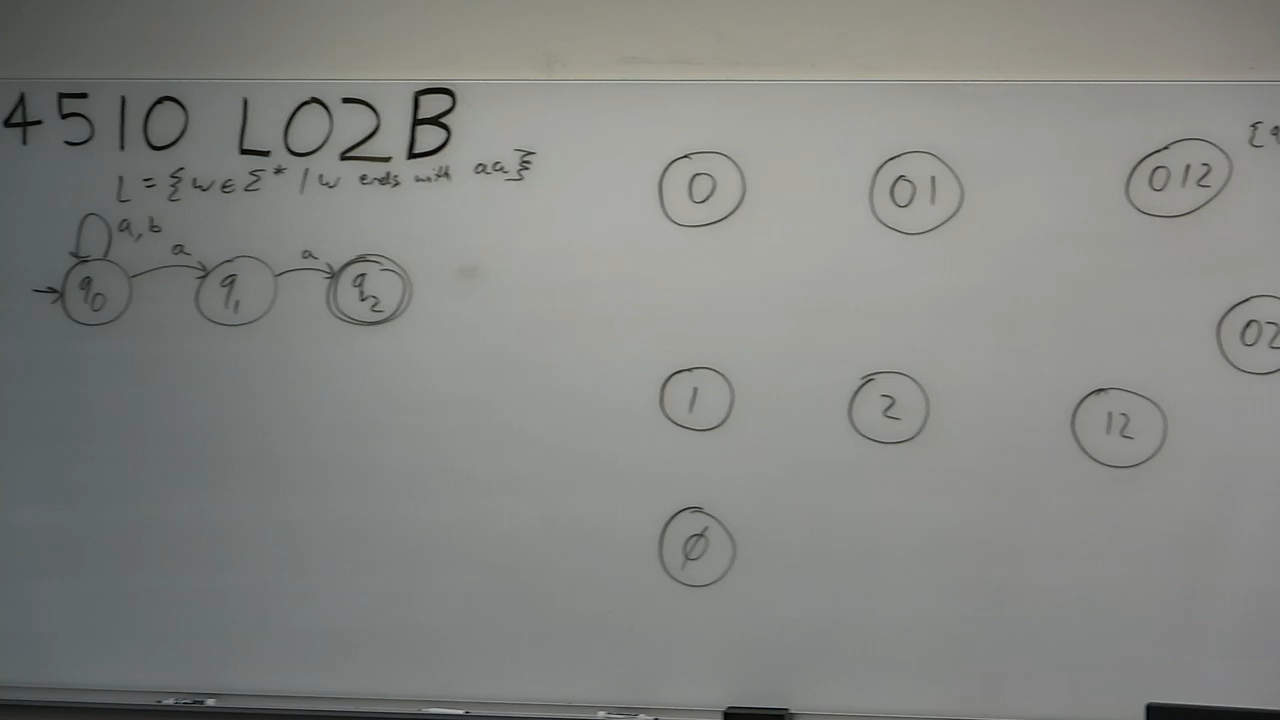 4510 L02B
L = {w ∈ Σ* | w ends with aa}
a, b
a
a
q0
q1
q2
0
01
012
02
1
2
12
∅